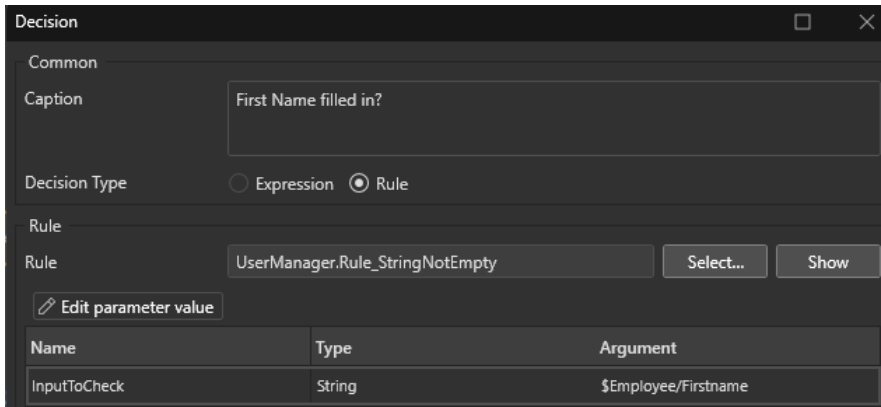 Decision
Common
Caption
First Name filled in?
Decision Type
Expression
Rule
Rule
Rule
UserManager.Rule_StringNotEmpty
Select...
Show
Edit parameter value
Name Type Argument
InputToCheck String $Employee/Firstname